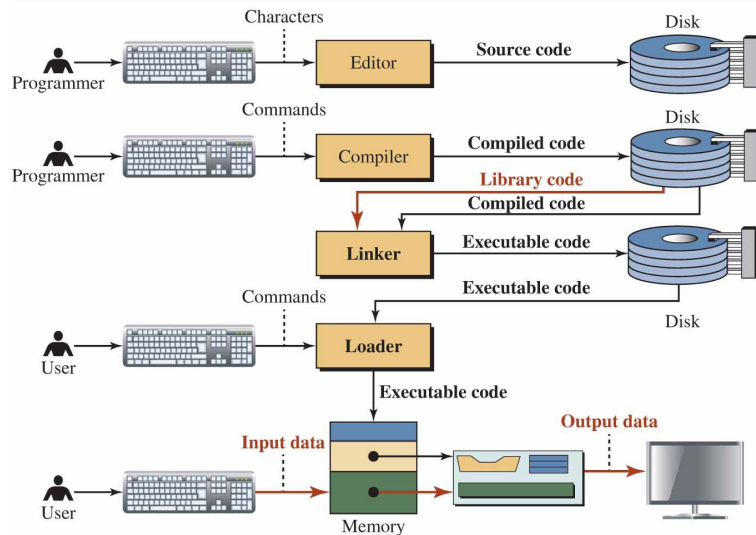 Characters
Disk
Editor
Source code
Programmer
Commands
Disk
Compiler
Compiled code
Programmer
Library code
Compiled code
Linker
Executable code
Commands
Executable code
Disk
Loader
User
Executable code
Input data
Output data
User
Memory